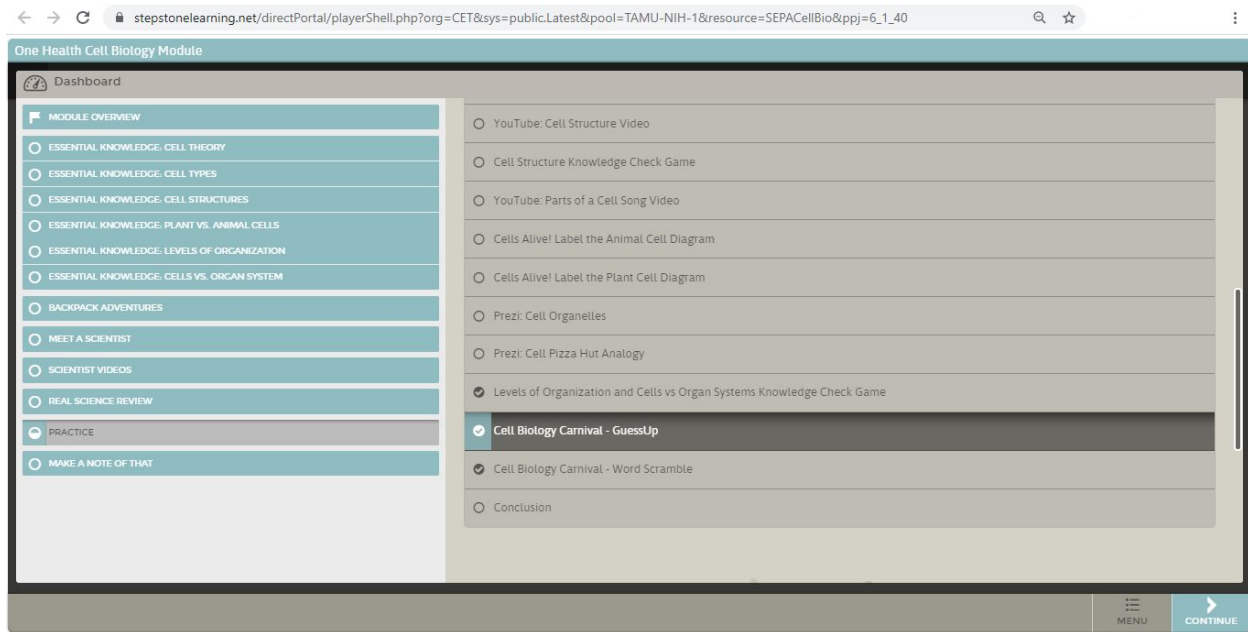 stepstonelearning.net/directPortal/playerShell.php?org=CET&sys=public.Latest&pool=TAMU-NIH-1&resource=SEPACellBio&ppj=6_1_40
One Health Cell Biology Module
Dashboard
MODULE OVERVIEW
ESSENTIAL KNOWLEDGE: CELL THEORY
ESSENTIAL KNOWLEDGE: CELL TYPES
ESSENTIAL KNOWLEDGE: CELL STRUCTURES
ESSENTIAL KNOWLEDGE: PLANT VS. ANIMAL CELLS
ESSENTIAL KNOWLEDGE: LEVELS OF ORGANIZATION
ESSENTIAL KNOWLEDGE: CELLS VS. ORGAN SYSTEM
BACKPACK ADVENTURES
MEET A SCIENTIST
SCIENTIST VIDEOS
REAL SCIENCE REVIEW
PRACTICE
MAKE A NOTE OF THAT
YouTube: Cell Structure Video
Cell Structure Knowledge Check Game
YouTube: Parts of a Cell Song Video
Cells Alive! Label the Animal Cell Diagram
Cells Alive! Label the Plant Cell Diagram
Prezi: Cell Organelles
Prezi: Cell Pizza Hut Analogy
Levels of Organization and Cells vs Organ Systems Knowledge Check Game
Cell Biology Carnival - GuessUp
Cell Biology Carnival - Word Scramble
Conclusion
MENU
CONTINUE